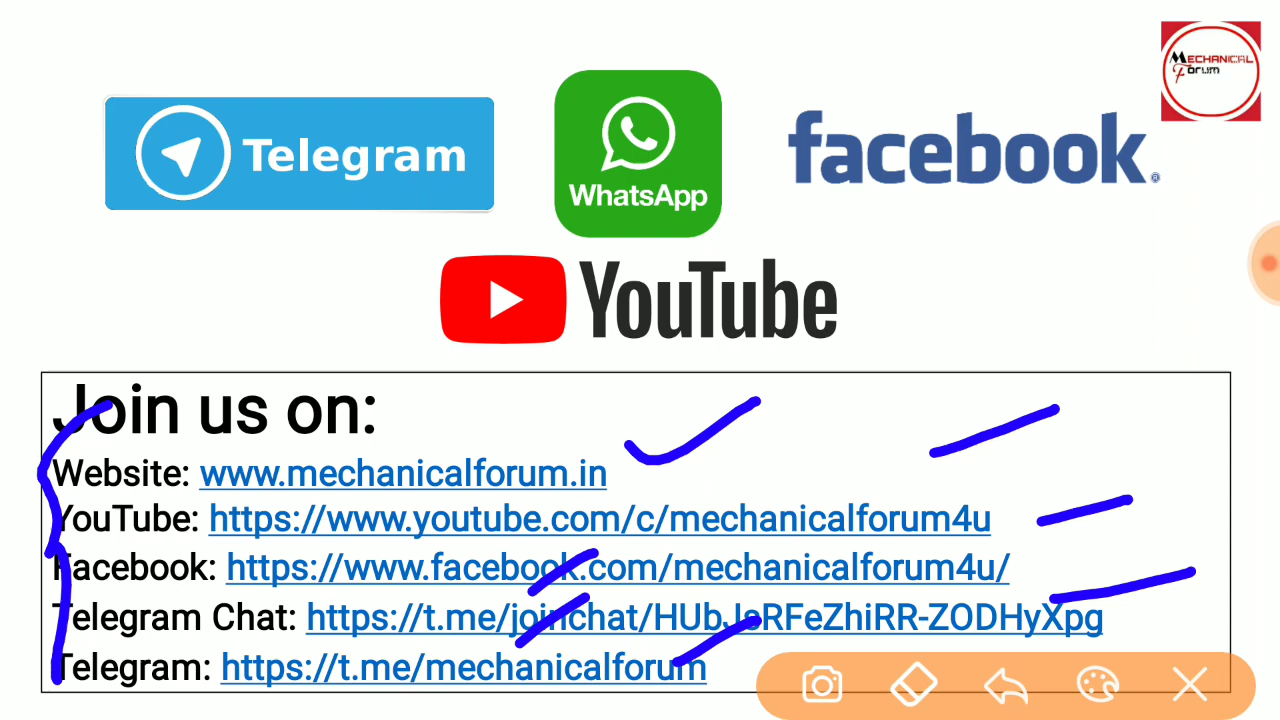 MECHANICAL
Forum
Telegram
WhatsApp
facebook®
YouTube
Join us on:
Website: www.mechanicalforum.in
YouTube: https://www.youtube.com/c/mechanicalforum4u
Facebook: https://www.facebook.com/mechanicalforum4u/
Telegram Chat: https://t.me/joinchat/HUbJsRFeZhiRR-ZODHyXpg
Telegram: https://t.me/mechanicalforum